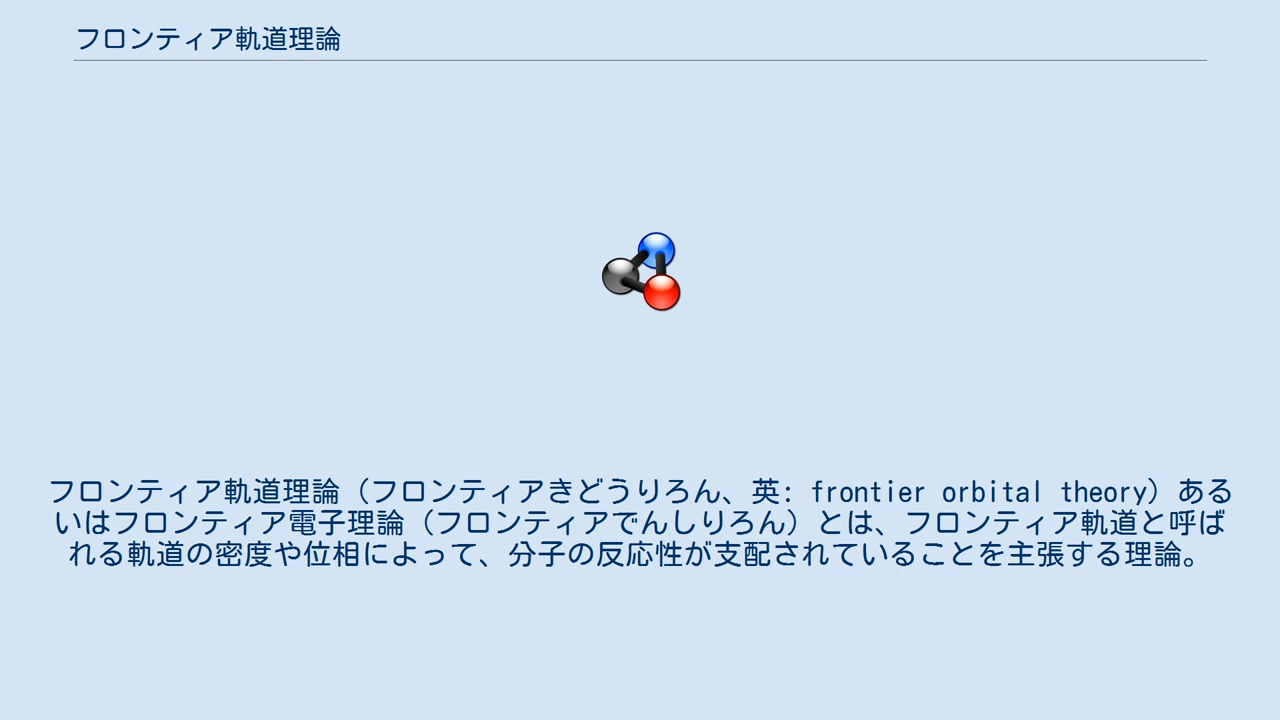 フロンティア軌道理論
フロンティア軌道理論（フロンティアきどうりろん、英: frontier orbital theory）ある
いはフロンティア電子理論（フロンティアでんしりろん）とは、フロンティア軌道と呼ば
れる軌道の密度や位相によって、分子の反応性が支配されていることを主張する理論。